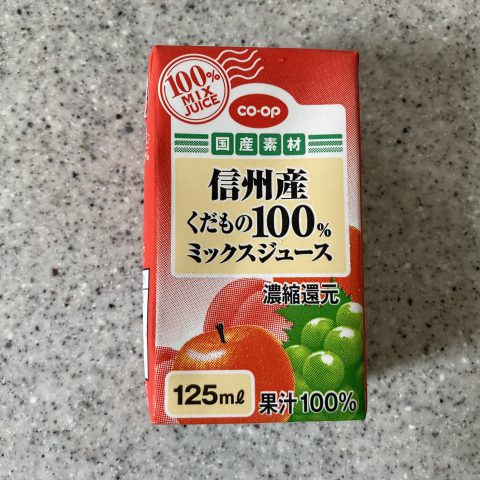 100%
MIX
JUICE
CO·OP
国産素材
信州産
くだもの100%
ミックスジュース
濃縮還元
125mℓ
果汁100%